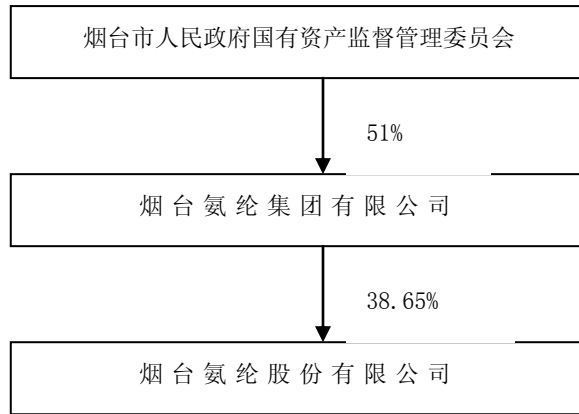 烟台市人民政府国有资产监督管理委员会
51%
烟台氨纶集团有限公司
38.65%
烟台氨纶股份有限公司